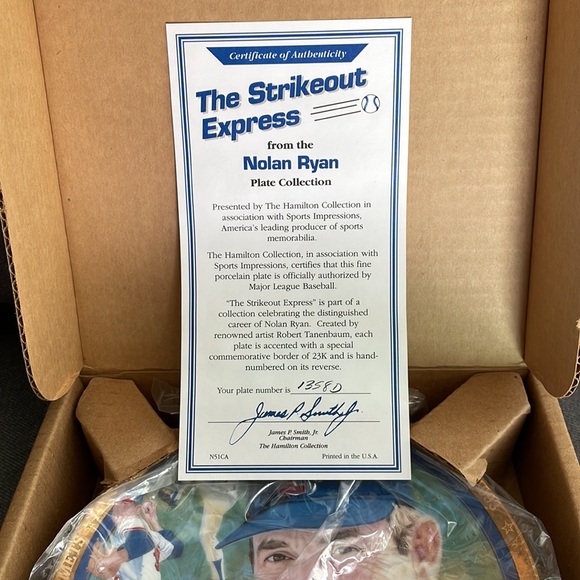 Certificate of Authenticity
The Strikeout
Express
from the
Nolan Ryan
Plate Collection
Presented by The Hamilton Collection in
association with Sports Impressions,
America's leading producer of sports
memorabilia.
The Hamilton Collection, in association with
Sports Impressions, certifies that this fine
porcelain plate is officially authorized by
Major League Baseball.
"The Strikeout Express" is part of a
collection celebrating the distinguished
career of Nolan Ryan. Created by
renowned artist Robert Tanenbaum, each
plate is accented with a special
commemorative border of 23K and is hand-
numbered on its reverse.
Your plate number is 1358D
James P. Smith, Jr.
James P. Smith, Jr.
Chairman
The Hamilton Collection
N51CA Printed in the U.S.A.
METS